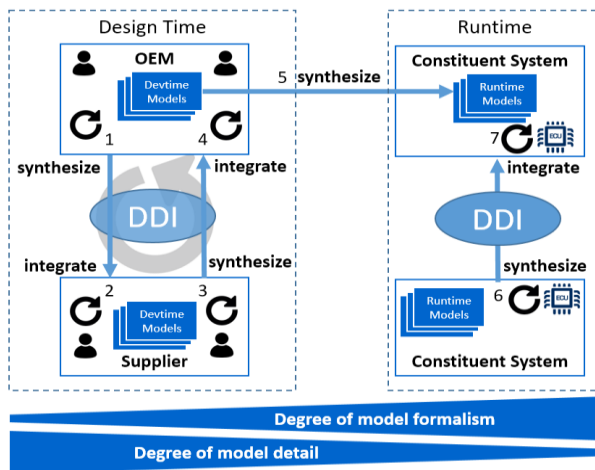 Design Time
Runtime
OEM
Devtime
Models
1
4
synthesize
integrate
5 synthesize
Constituent System
Runtime
Models
7
ECU
integrate
DDI
DDI
integrate
synthesize
synthesize
2
3
Devtime
Models
Supplier
6
ECU
Runtime
Models
Constituent System
Degree of model formalism
Degree of model detail